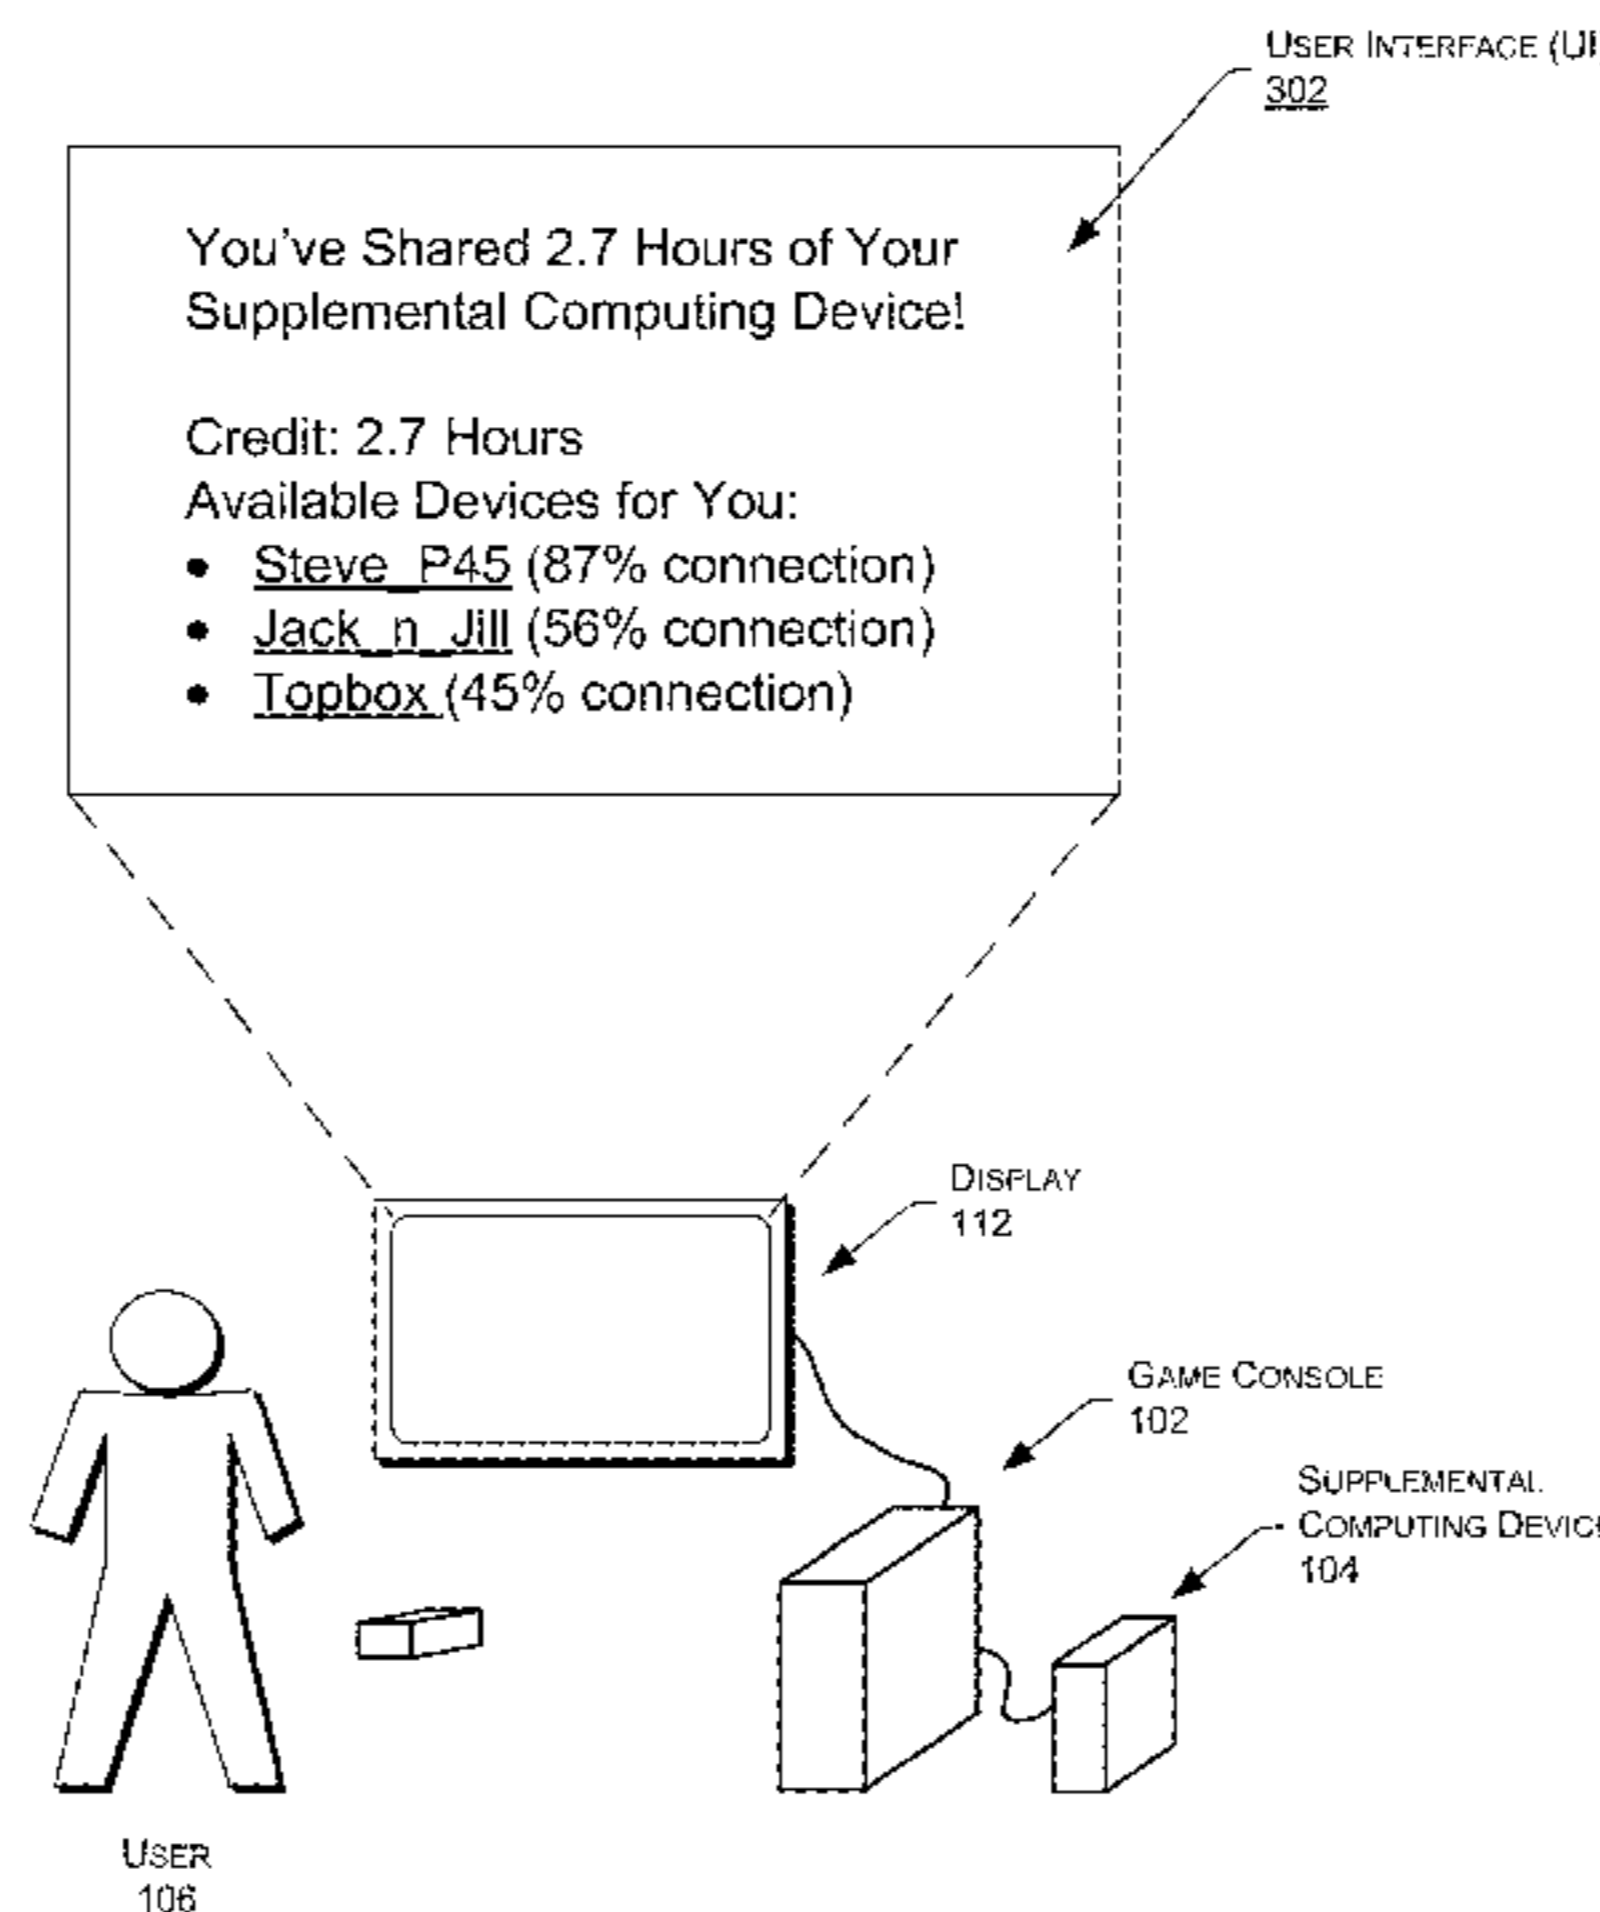 USER INTERFACE (UI
302
You've Shared 2.7 Hours of Your
Supplemental Computing Device!
Credit: 2.7 Hours
Available Devices for You:
• Steve_P45 (87% connection)
• Jack_n_Jill (56% connection)
• Topbox (45% connection)
DISPLAY
112
GAME CONSOLE
102
SUPPLEMENTAL
COMPUTING DEVIC
104
USER
106